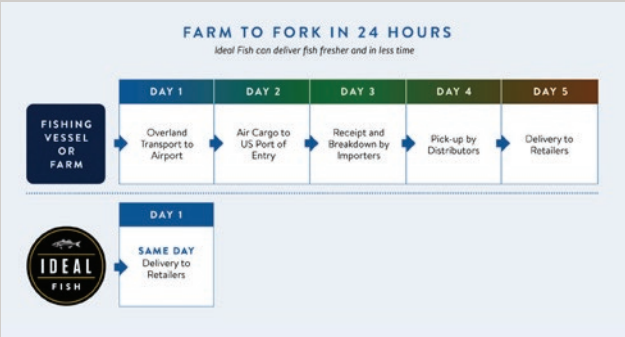 FARM TO FORK IN 24 HOURS
Ideal Fish can deliver fish fresher and in less time
DAY 1
DAY 2
DAY 3
DAY 4
DAY 5
FISHING
VESSEL
OR
FARM
Overland
Transport to
Airport
Air Cargo to
US Port of
Entry
Receipt and
Breakdown by
Importers
Pick-up by
Distributors
Delivery to
Retailers
DAY 1
IDEAL
FISH
SAME DAY
Delivery to
Retailers